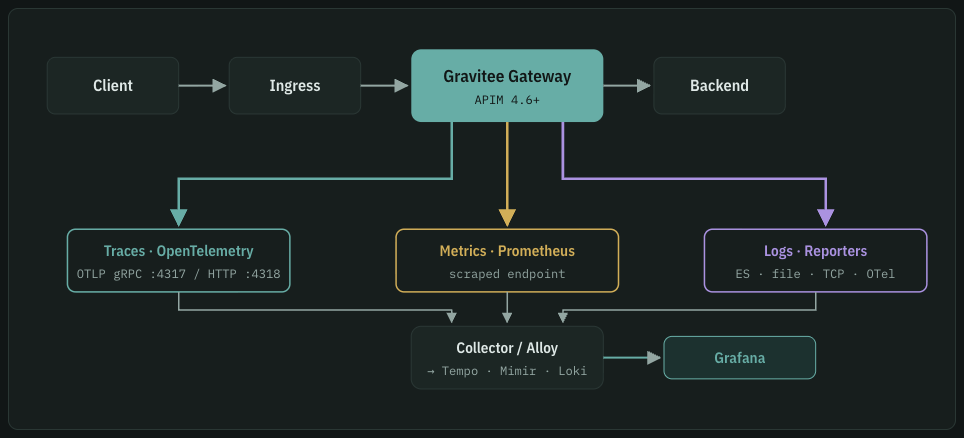 Client
Ingress
Gravitee Gateway
APIM 4.6+
Backend
Traces · OpenTelemetry
OTLP gRPC :4317 / HTTP :4318
Metrics · Prometheus
scraped endpoint
Logs · Reporters
ES · file · TCP · OTel
Collector / Alloy
→ Tempo · Mimir · Loki
Grafana